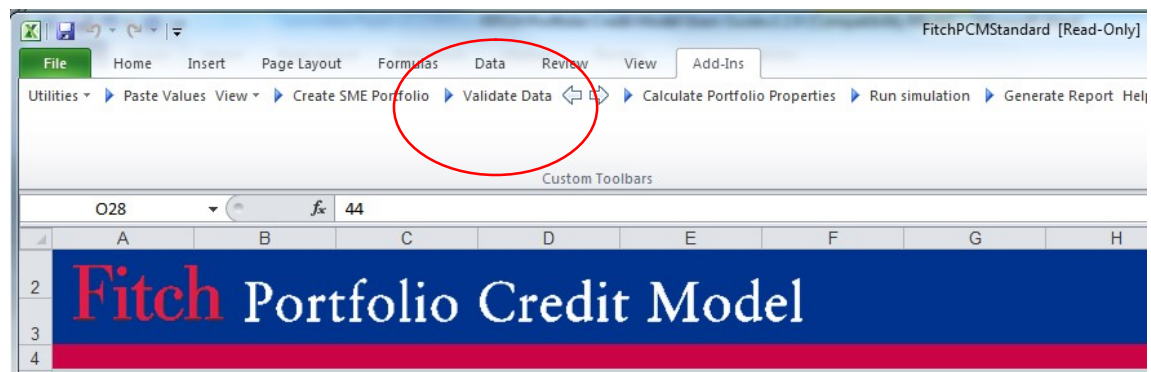 FitchPCMStandard [Read-Only]
File Home Insert Page Layout Formulas Data Review View Add-Ins
Utilities Paste Values View Create SME Portfolio Validate Data Calculate Portfolio Properties Run simulation Generate Report Hel
Custom Toolbars
O28 fx 44
A B C D E F G H
2
Fitch Portfolio Credit Model
3
4